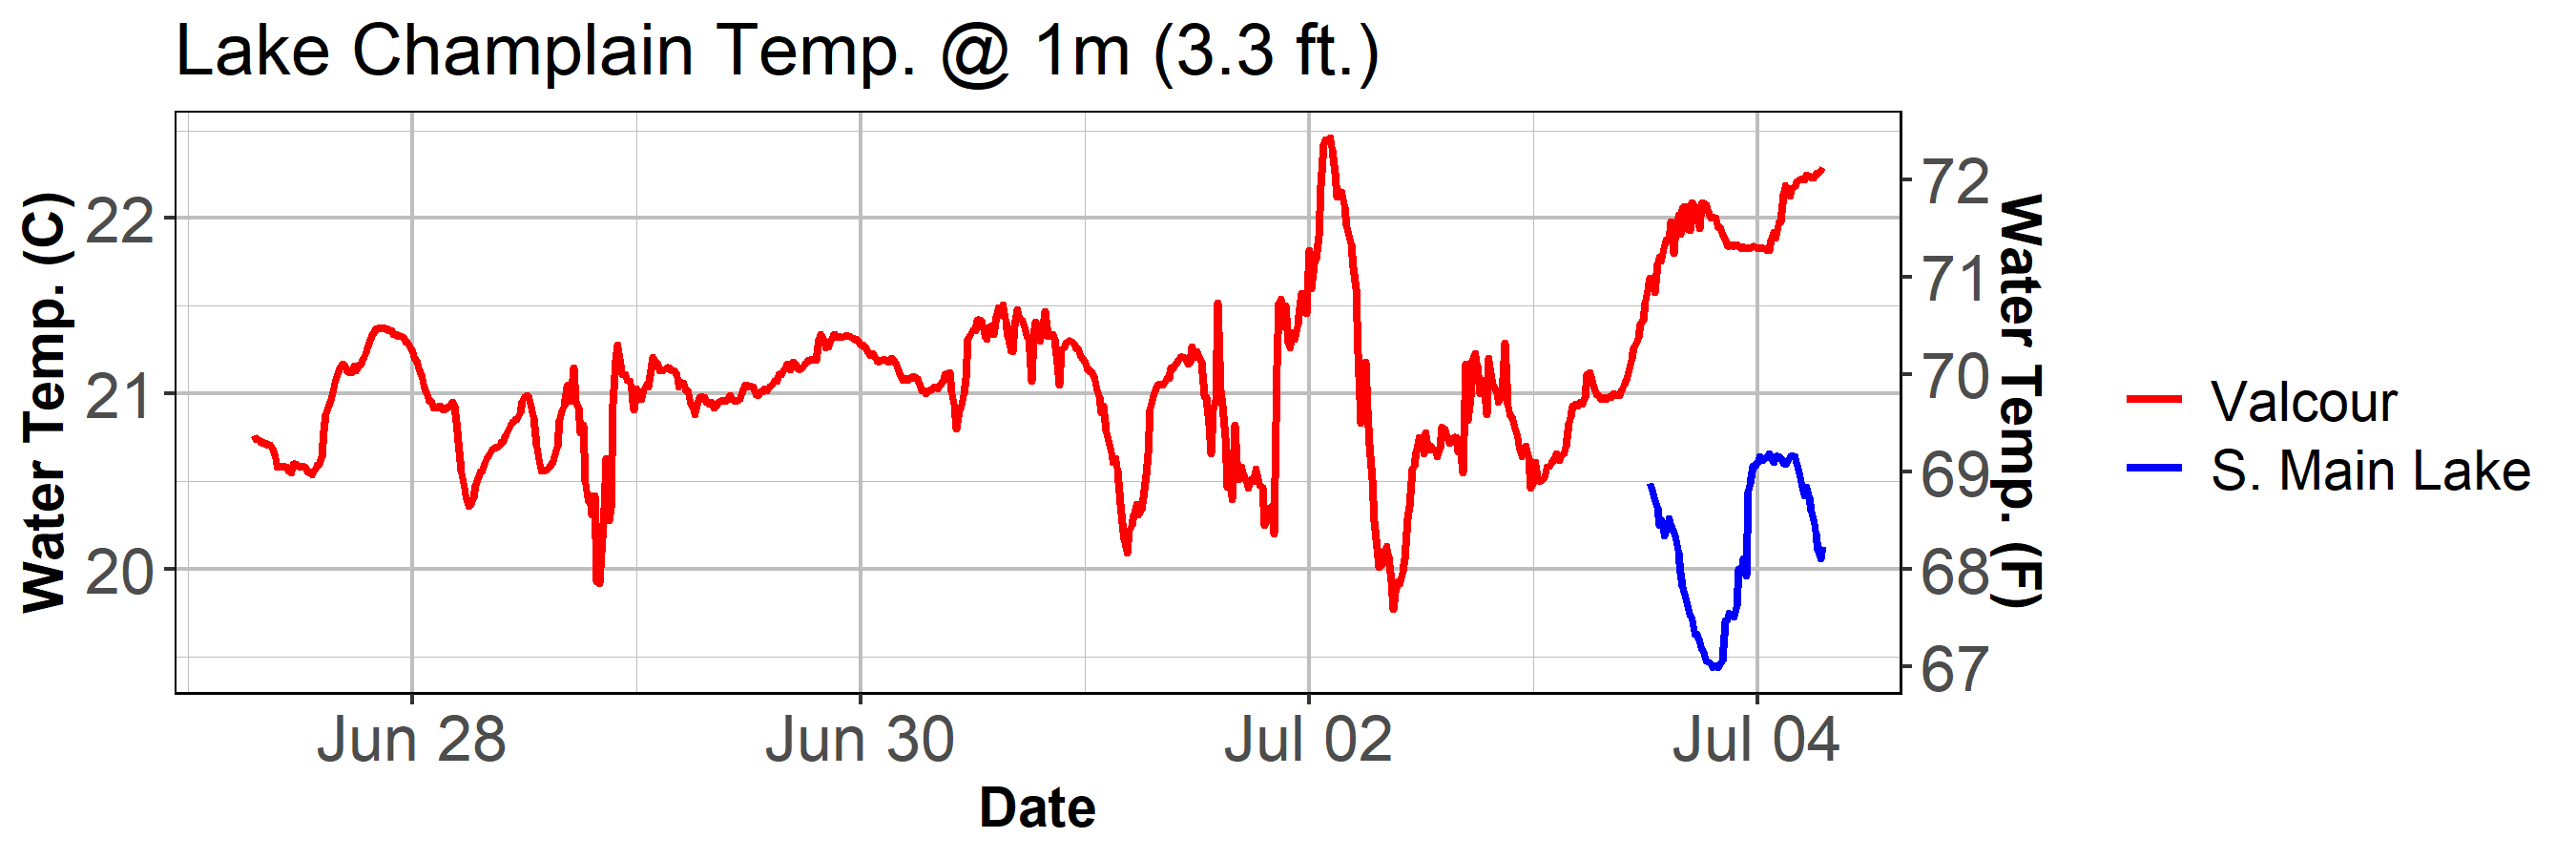 Lake Champlain Temp. @ 1m (3.3 ft.)
Water Temp. (C)
22
21
20
72
71
70
69
68
67
Water Temp. (F)
Jun 28
Jun 30
Jul 02
Jul 04
Date
Valcour
S. Main Lake